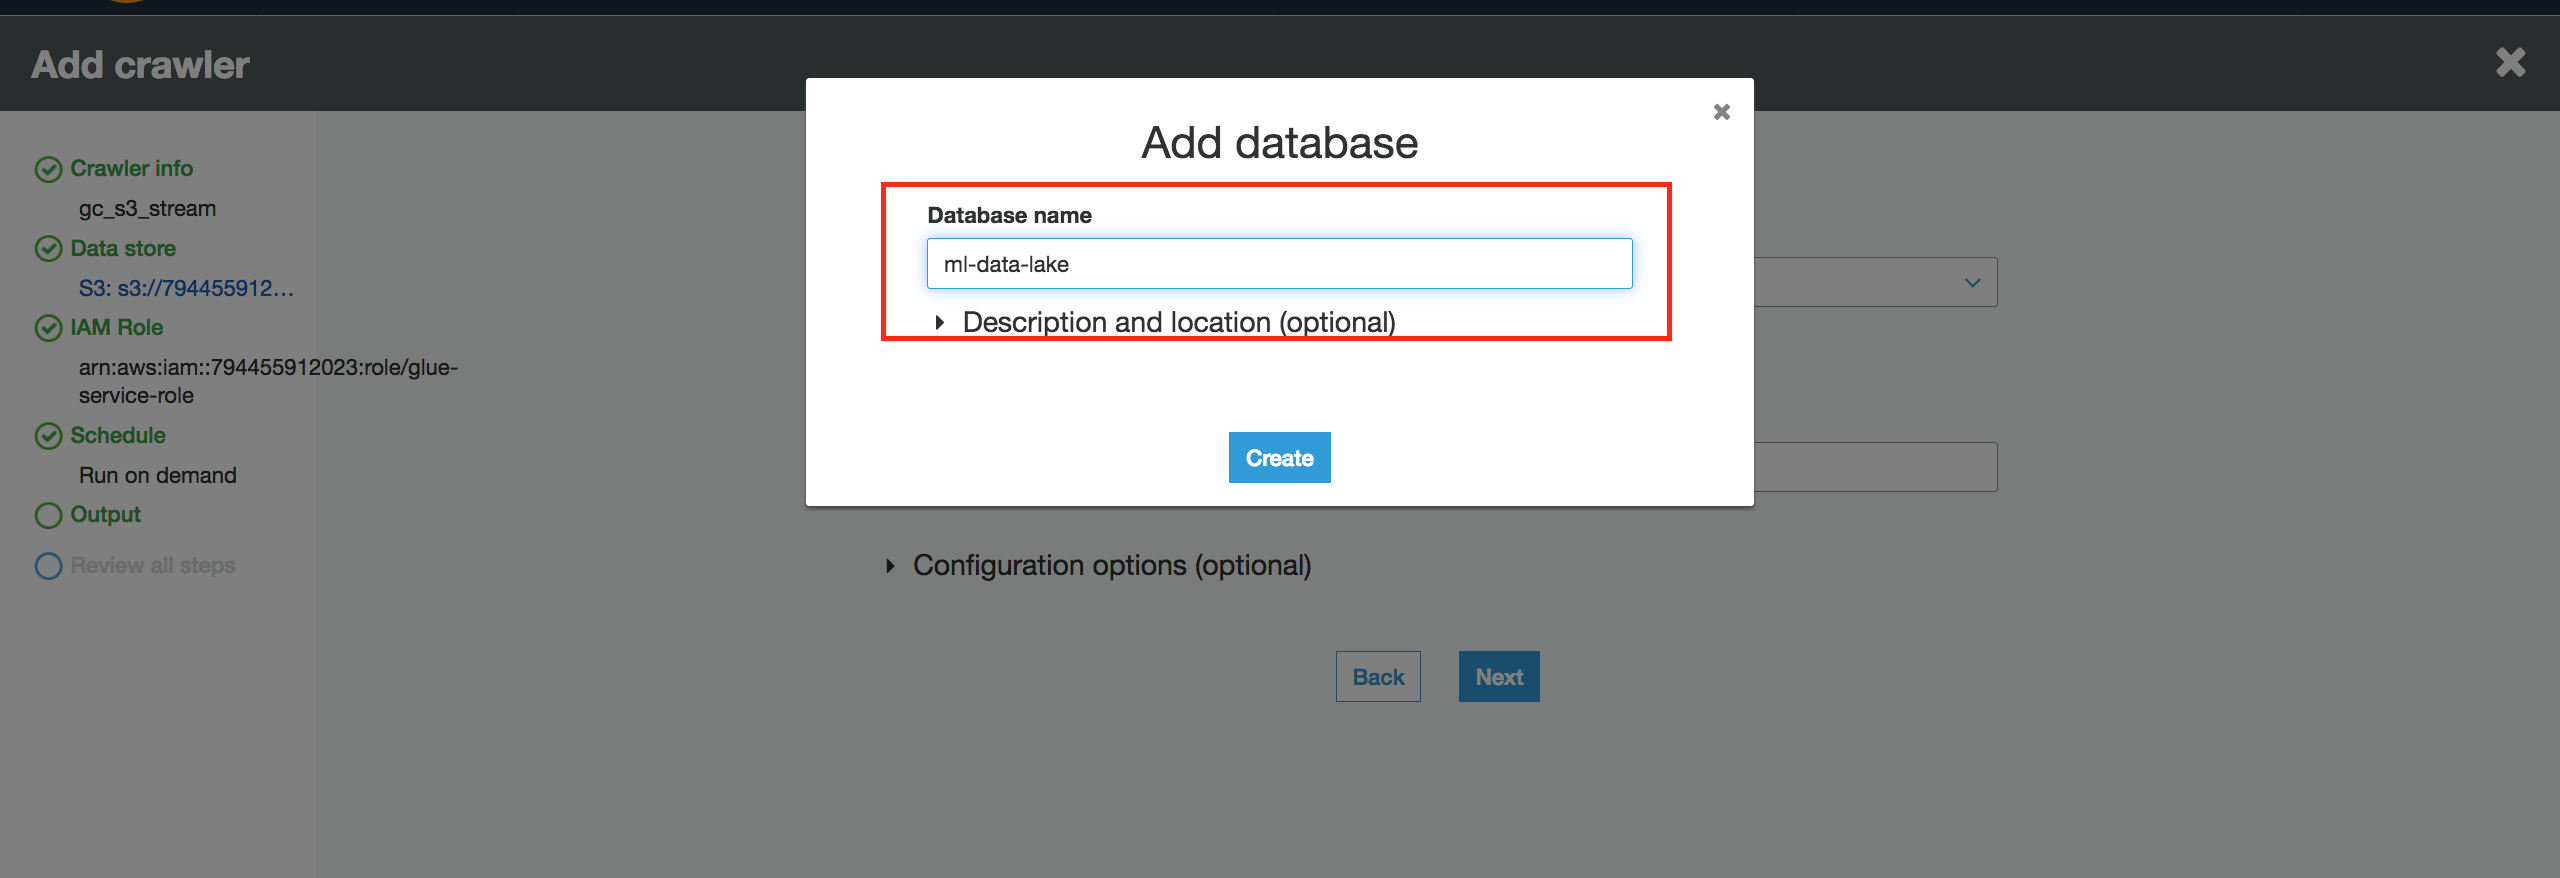 Add crawler
Crawler info
gc_s3_stream
Data store
S3: s3://794455912...
IAM Role
arn:aws:iam::794455912023:role/glue-
service-role
Schedule
Run on demand
Output
Review all steps
Add database
Database name
ml-data-lake
Description and location (optional)
Create
Configuration options (optional)
Back
Next